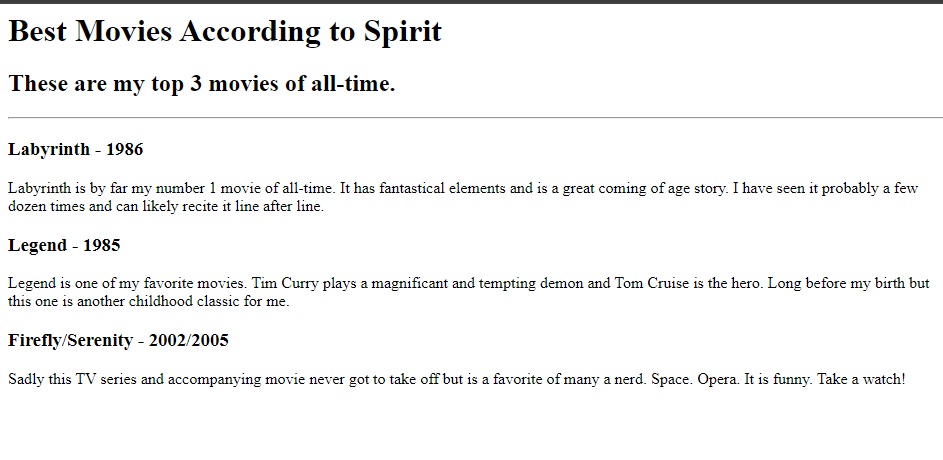 Best Movies According to Spirit
These are my top 3 movies of all-time.
Labyrinth - 1986
Labyrinth is by far my number 1 movie of all-time. It has fantastical elements and is a great coming of age story. I have seen it probably a few
dozen times and can likely recite it line after line.
Legend - 1985
Legend is one of my favorite movies. Tim Curry plays a magnificant and tempting demon and Tom Cruise is the hero. Long before my birth but
this one is another childhood classic for me.
Firefly/Serenity - 2002/2005
Sadly this TV series and accompanying movie never got to take off but is a favorite of many a nerd. Space. Opera. It is funny. Take a watch!